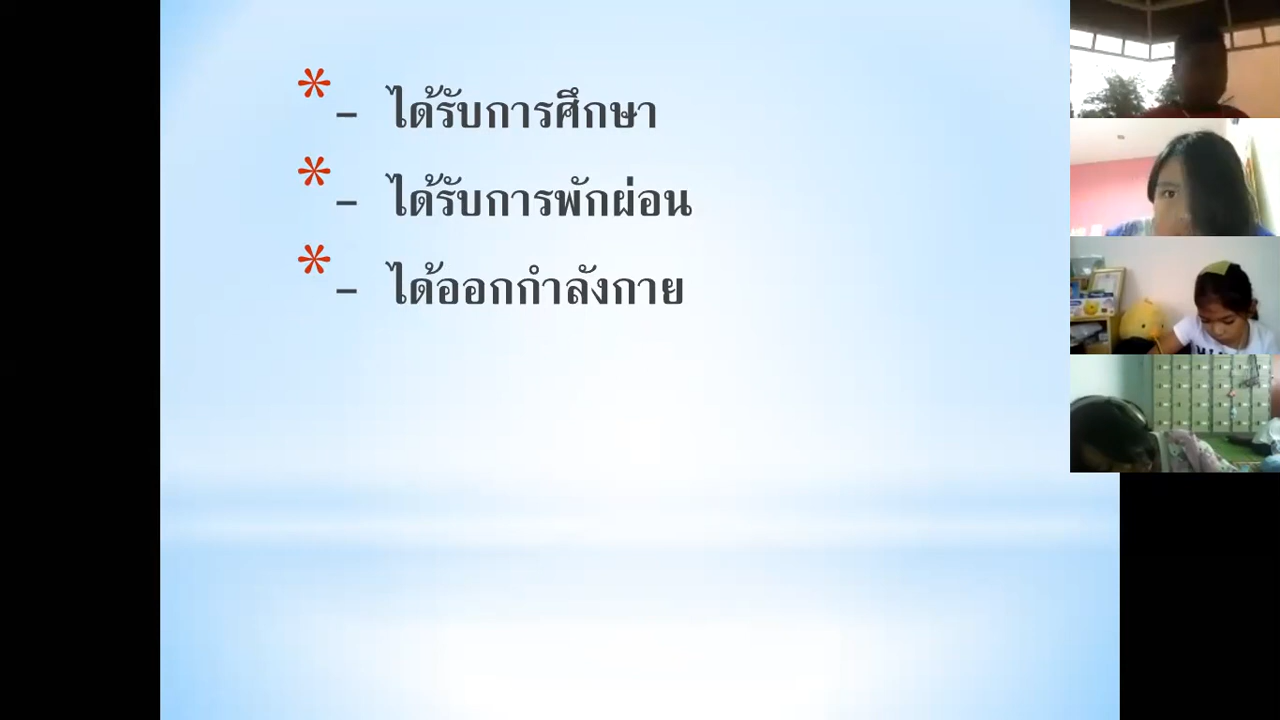 * - ได้รับการศึกษา
* - ได้รับการพักผ่อน
* - ได้ออกกำลังกาย